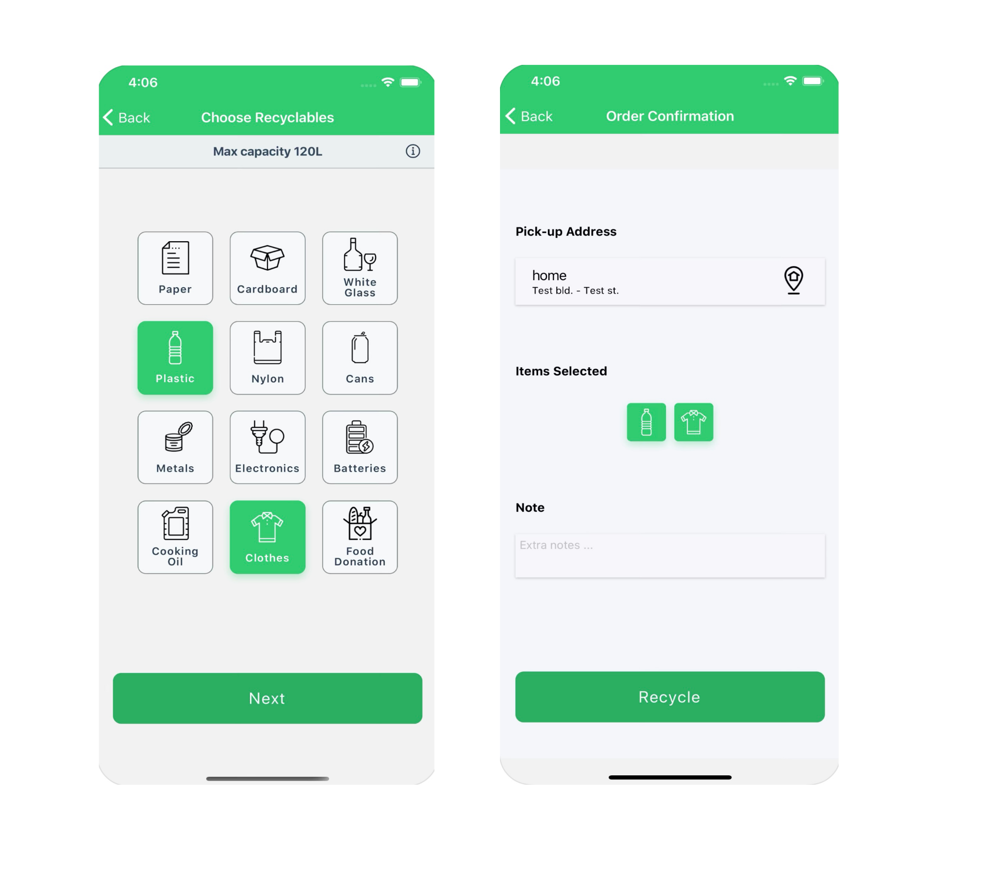 4:06
Back
Choose Recyclables
Max capacity 120L
Paper
Cardboard
White
Glass
Plastic
Nylon
Cans
Metals
Electronics
Batteries
Cooking
Oil
Clothes
Food
Donation
Next
4:06
Back
Order Confirmation
Pick-up Address
home
Test bld. - Test st.
Items Selected
Note
Extra notes ...
Recycle